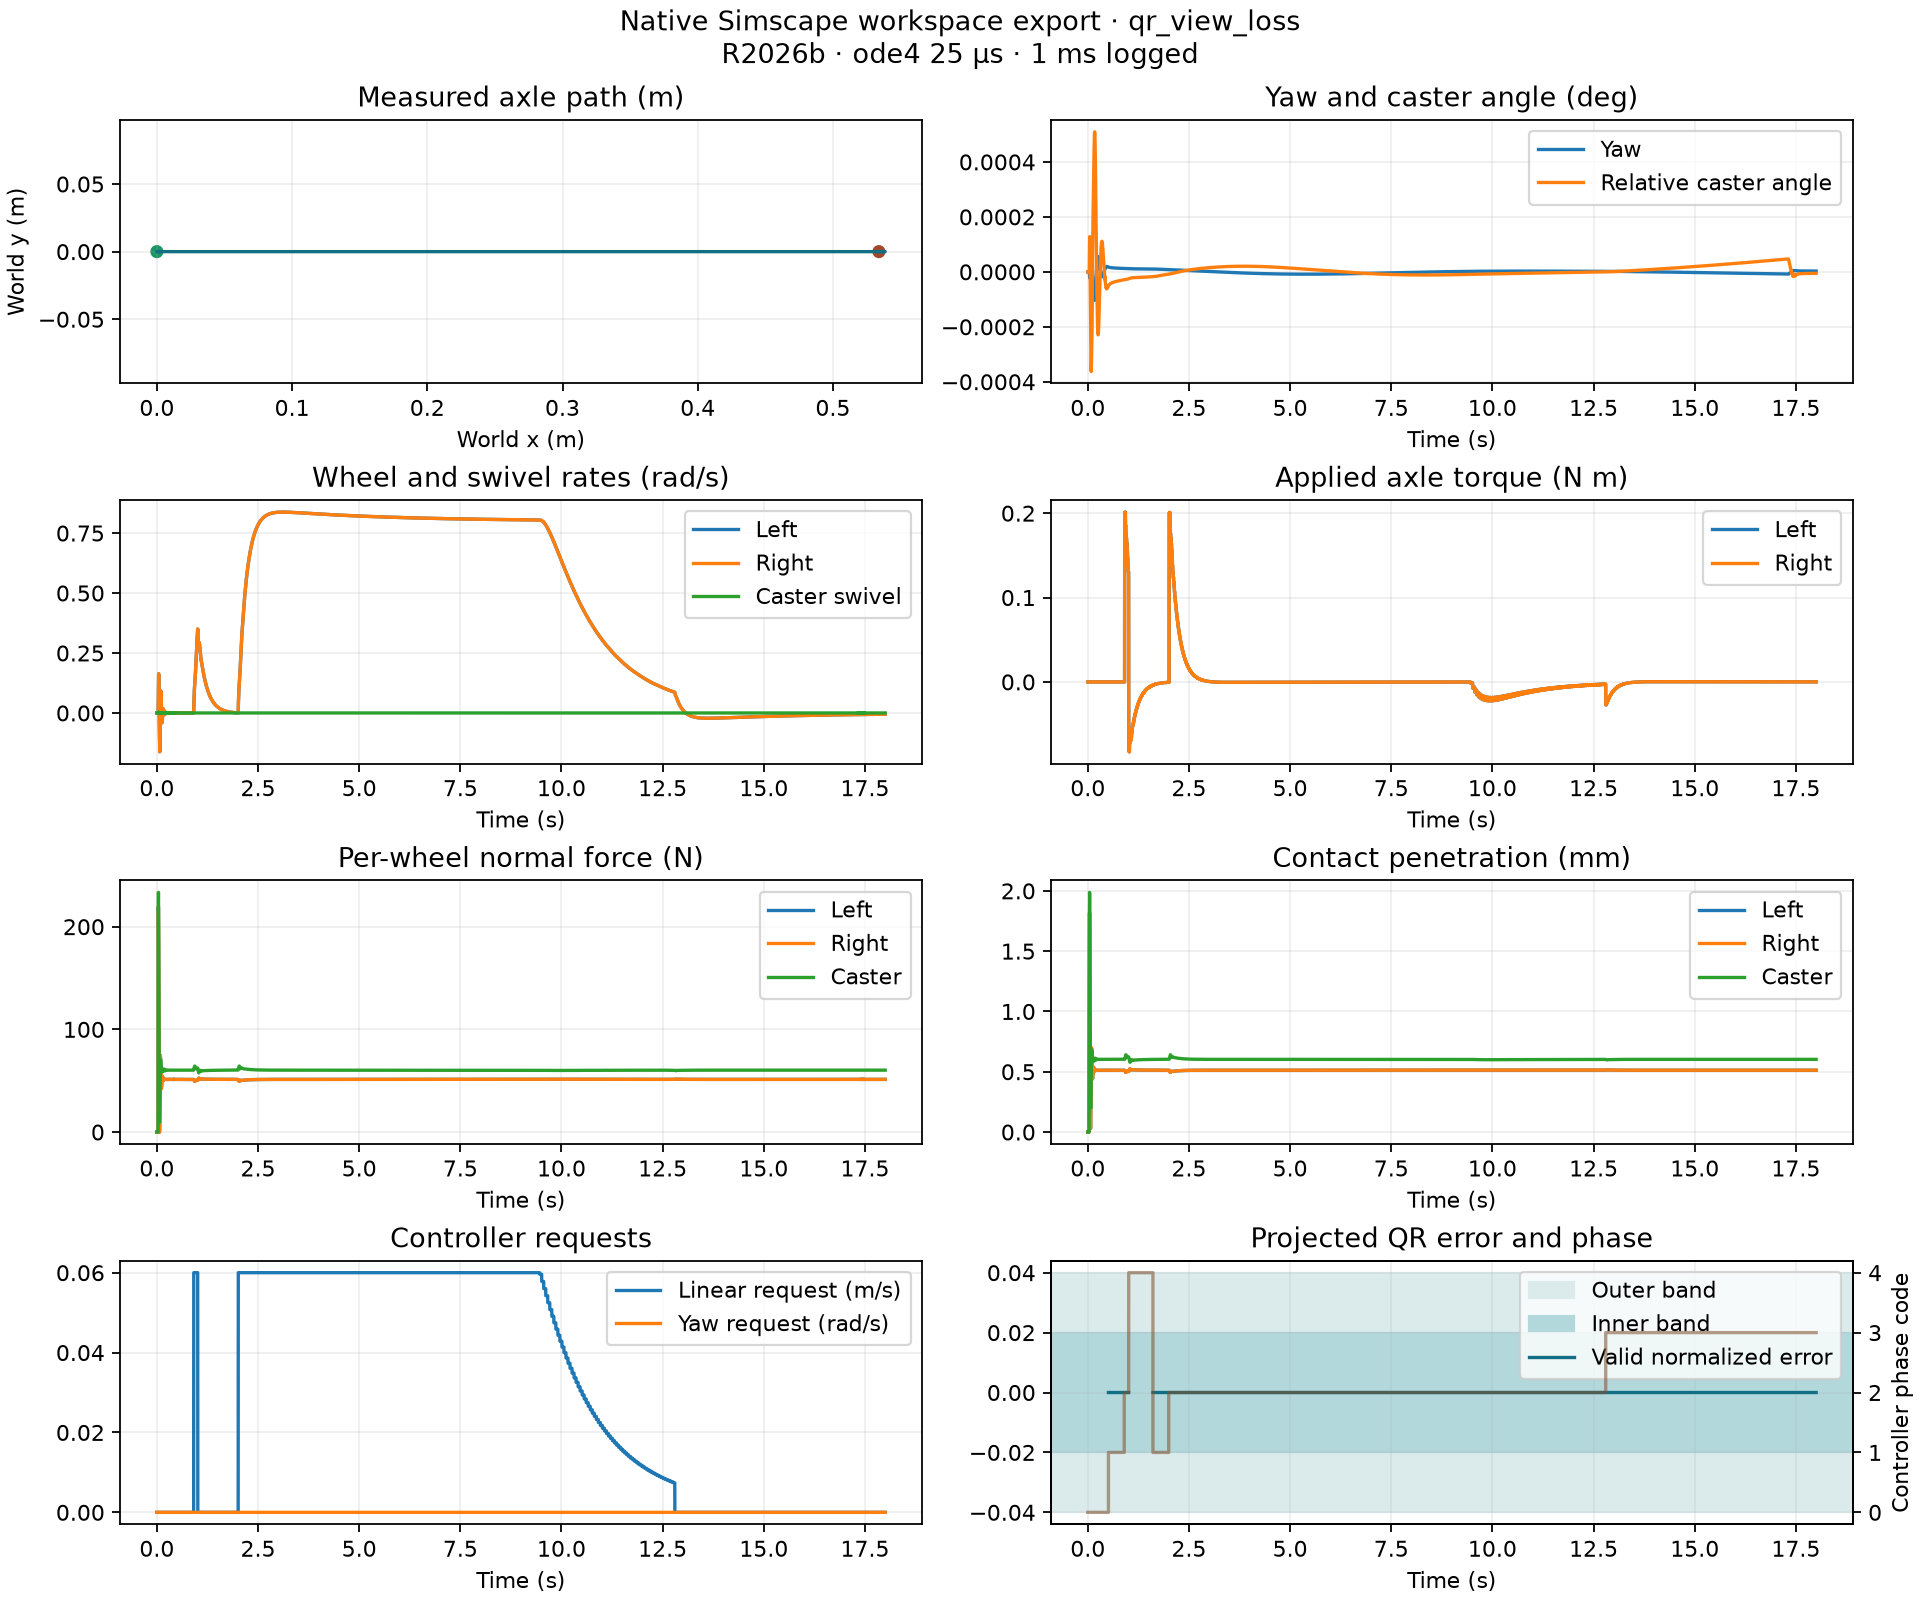 Native Simscape workspace export · qr_view_loss
R2026b · ode4 25 µs · 1 ms logged
Measured axle path (m)
World y (m)
0.05
0.00
−0.05
0.0 0.1 0.2 0.3 0.4 0.5
World x (m)
Yaw and caster angle (deg)
0.0004
0.0002
0.0000
−0.0002
−0.0004
Yaw
Relative caster angle
0.0 2.5 5.0 7.5 10.0 12.5 15.0 17.5
Time (s)
Wheel and swivel rates (rad/s)
0.75
0.50
0.25
0.00
Left
Right
Caster swivel
0.0 2.5 5.0 7.5 10.0 12.5 15.0 17.5
Time (s)
Applied axle torque (N m)
0.2
0.1
0.0
Left
Right
0.0 2.5 5.0 7.5 10.0 12.5 15.0 17.5
Time (s)
Per-wheel normal force (N)
200
100
0
Left
Right
Caster
0.0 2.5 5.0 7.5 10.0 12.5 15.0 17.5
Time (s)
Contact penetration (mm)
2.0
1.5
1.0
0.5
0.0
Left
Right
Caster
0.0 2.5 5.0 7.5 10.0 12.5 15.0 17.5
Time (s)
Controller requests
0.06
0.04
0.02
0.00
Linear request (m/s)
Yaw request (rad/s)
0.0 2.5 5.0 7.5 10.0 12.5 15.0 17.5
Time (s)
Projected QR error and phase
0.04
0.02
0.00
−0.02
−0.04
Outer band
Inner band
Valid normalized error
4
3
2
1
0
Controller phase code
0.0 2.5 5.0 7.5 10.0 12.5 15.0 17.5
Time (s)